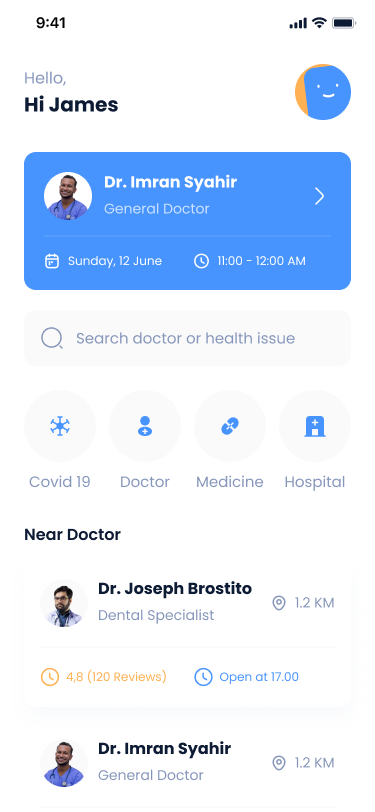 9:41
Hello,
Hi James
Dr. Imran Syahir
General Doctor
Sunday, 12 June
11:00 - 12:00 AM
Search doctor or health issue
Covid 19
Doctor
Medicine
Hospital
Near Doctor
Dr. Joseph Brostito
Dental Specialist
1.2 KM
4,8 (120 Reviews)
Open at 17.00
Dr. Imran Syahir
General Doctor
1.2 KM